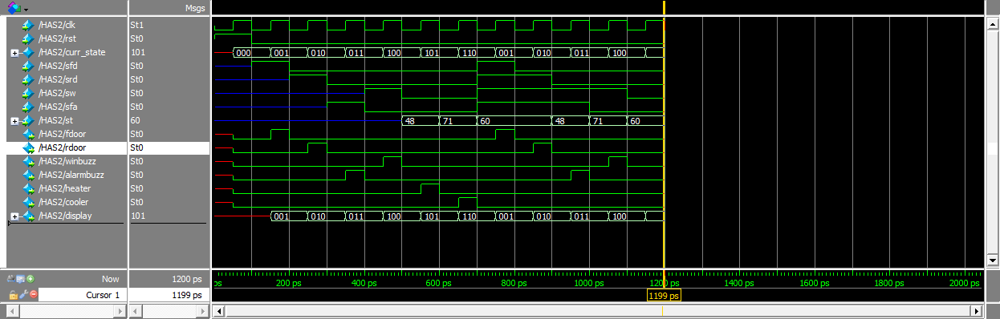 Msgs
/HAS2/clk St1
/HAS2/rst St0
/HAS2/curr_state 101 000 001 010 011 100 101 110 001 010 011 100
/HAS2/sfd St0
/HAS2/srd St0
/HAS2/sw St0
/HAS2/sfa St0
/HAS2/st 60 48 71 60 48 71 60
/HAS2/fdoor St0
/HAS2/rdoor St0
/HAS2/winbuzz St0
/HAS2/alarmbuzz St0
/HAS2/heater St0
/HAS2/cooler St0
/HAS2/display 101 001 010 011 100 101 110 001 010 011 100
Now 1200 ps ps 200 ps 400 ps 600 ps 800 ps 1000 ps 1200 ps 1400 ps 1600 ps 1800 ps 2000 ps
Cursor 1 1199 ps 1199 ps